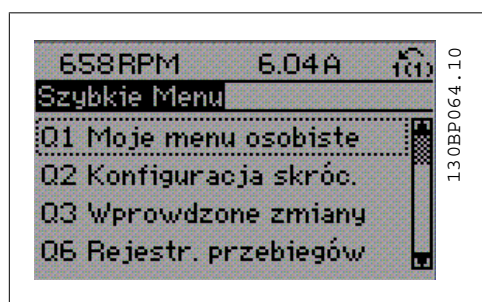 658RPM 6.04A 1(1)
Szybkie Menu
Q1 Moje menu osobiste
Q2 Konfiguracja skróc.
Q3 Wprowdzone zmiany
Q6 Rejestr. przebiegów
130BP064.10